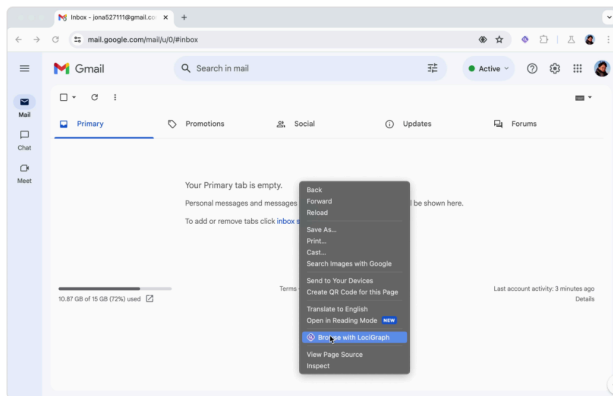 Inbox - jona527111@gmail.co
mail.google.com/mail/u/0/#inbox
Gmail
Search in mail
Active
Mail
Chat
Meet
Primary
Promotions
Social
Updates
Forums
Your Primary tab is empty.
Personal messages and messages
l be shown here.
To add or remove tabs click inbox s
10.87 GB of 15 GB (72%) used
Terms
Last account activity: 3 minutes ago
Details
Back
Forward
Reload
Save As...
Print...
Cast...
Search Images with Google
Send to Your Devices
Create QR Code for this Page
Translate to English
Open in Reading Mode NEW
Browse with LociGraph
View Page Source
Inspect